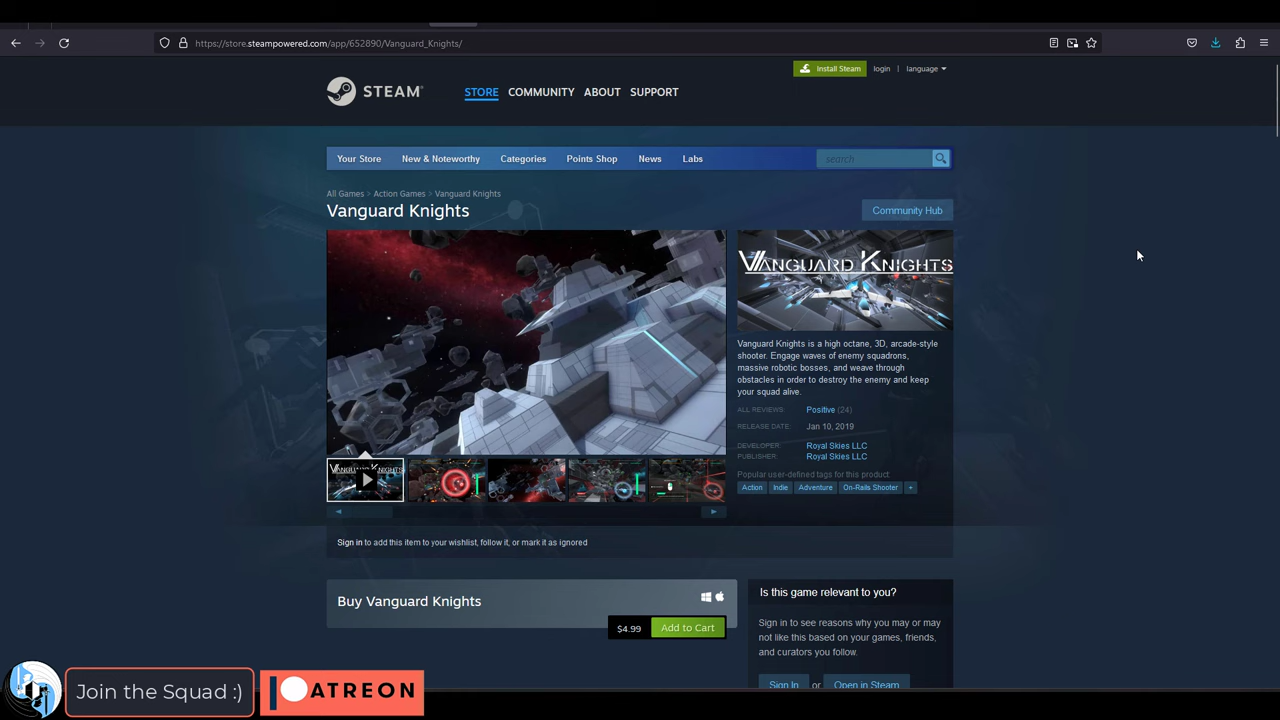 https://store.steampowered.com/app/652890/Vanguard_Knights/
Install Steam
login | language
STEAM
STORE COMMUNITY ABOUT SUPPORT
Your Store New & Noteworthy Categories Points Shop News Labs
search
All Games > Action Games > Vanguard Knights
Vanguard Knights
Community Hub
VANGUARD KNIGHTS
Vanguard Knights is a high octane, 3D, arcade-style
shooter. Engage waves of enemy squadrons,
massive robotic bosses, and weave through
obstacles in order to destroy the enemy and keep
your squad alive.
ALL REVIEWS: Positive (24)
RELEASE DATE: Jan 10, 2019
DEVELOPER: Royal Skies LLC
PUBLISHER: Royal Skies LLC
Popular user-defined tags for this product:
Action Indie Adventure On-Rails Shooter +
VANGUARD KNIGHTS
Sign in to add this item to your wishlist, follow it, or mark it as ignored
Buy Vanguard Knights
$4.99 Add to Cart
Is this game relevant to you?
Sign in to see reasons why you may or may
not like this based on your games, friends,
and curators you follow.
Sign In or Open in Steam
Join the Squad :)
PATREON